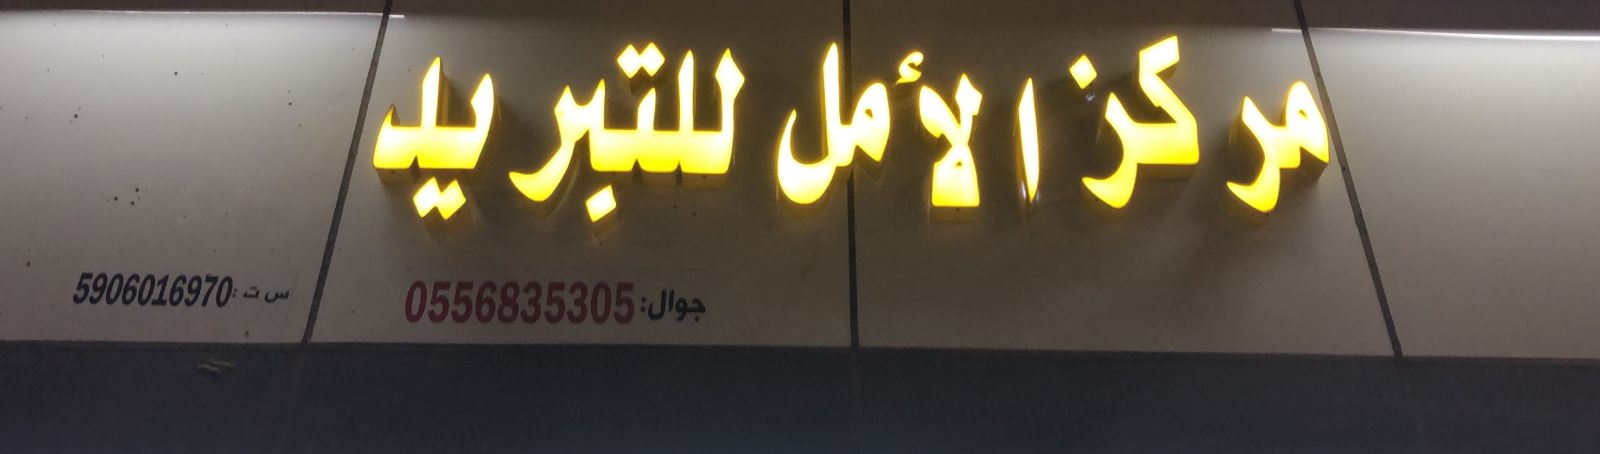 مركز الأمل للتبريد
جوال: 0556835305
س ت: 5906016970